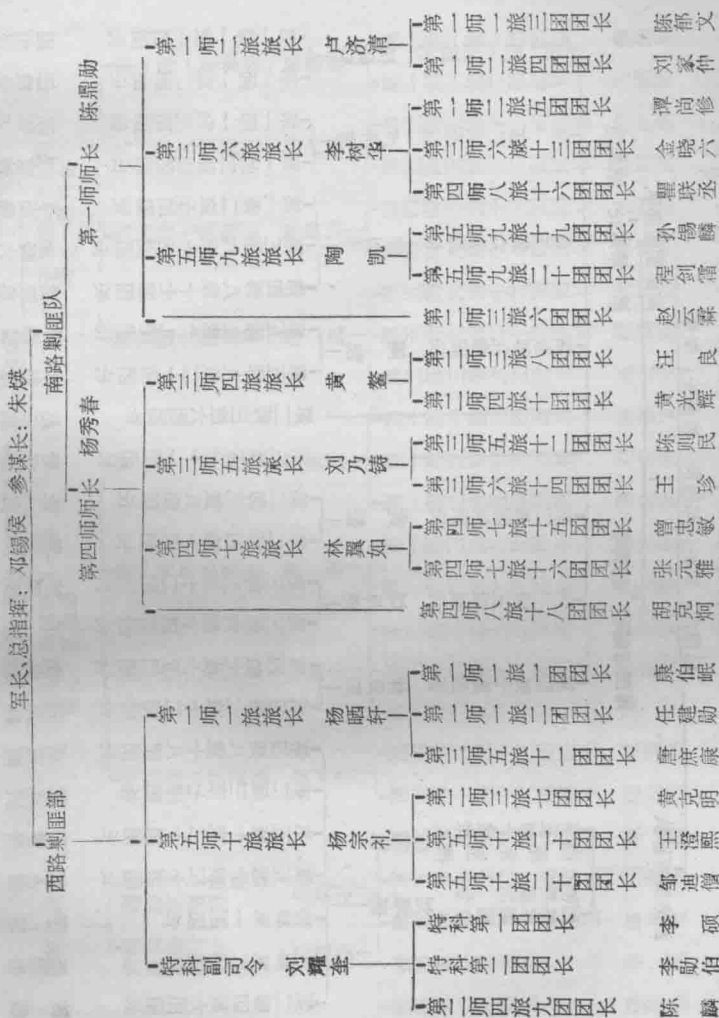 军长、总指挥：邓锡侯　参谋长：朱煐
南路剿匪队
第一师师长　陈鼎勋
第一师二旅旅长　卢济清
第一师一旅三团团长　陈郁文
第一师二旅四团团长　刘家仲
第一师二旅五团团长　谭尚修
第三师六旅旅长　李树华
第三师六旅十三团团长　金晓六
第四师八旅十六团团长　瞿联丞
第五师九旅旅长　陶凯
第五师九旅十九团团长　孙锡麟
第五师九旅二十团团长　程剑霜
第二师三旅六团团长　赵云霖
第四师师长　杨秀春
第二师四旅旅长　黄鳌
第二师三旅八团团长　汪良
第二师四旅十团团长　黄光辉
第三师五旅旅长　刘乃铸
第三师五旅十二团团长　陈则民
第三师六旅十四团团长　王珍
第四师七旅旅长　林翼如
第四师七旅十五团团长　曾忠敏
第四师七旅十六团团长　张元雅
第四师八旅十八团团长　胡克炯
西路剿匪部
第一师一旅旅长　杨晒轩
第一师一旅一团团长　康伯岷
第一师一旅二团团长　任建勋
第三师五旅十一团团长　唐庶康
第五师十旅旅长　杨宗礼
第二师三旅七团团长　黄克明
第五师十旅二十团团长　王澄熙
第五师十旅二十团团长　邹迪僧
特科副司令　刘耀奎
特科第一团团长　李硕
特科第二团团长　李勋伯
第二师四旅九团团长　陈麟